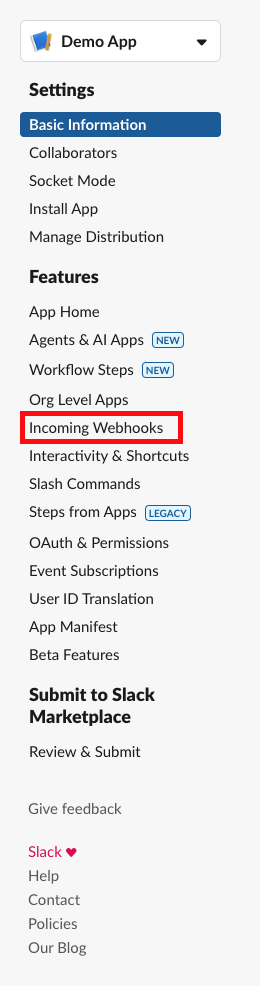 Demo App
Settings
Basic Information
Collaborators
Socket Mode
Install App
Manage Distribution
Features
App Home
Agents & AI Apps NEW
Workflow Steps NEW
Org Level Apps
Incoming Webhooks
Interactivity & Shortcuts
Slash Commands
Steps from Apps LEGACY
OAuth & Permissions
Event Subscriptions
User ID Translation
App Manifest
Beta Features
Submit to Slack
Marketplace
Review & Submit
Give feedback
Slack ♥
Help
Contact
Policies
Our Blog